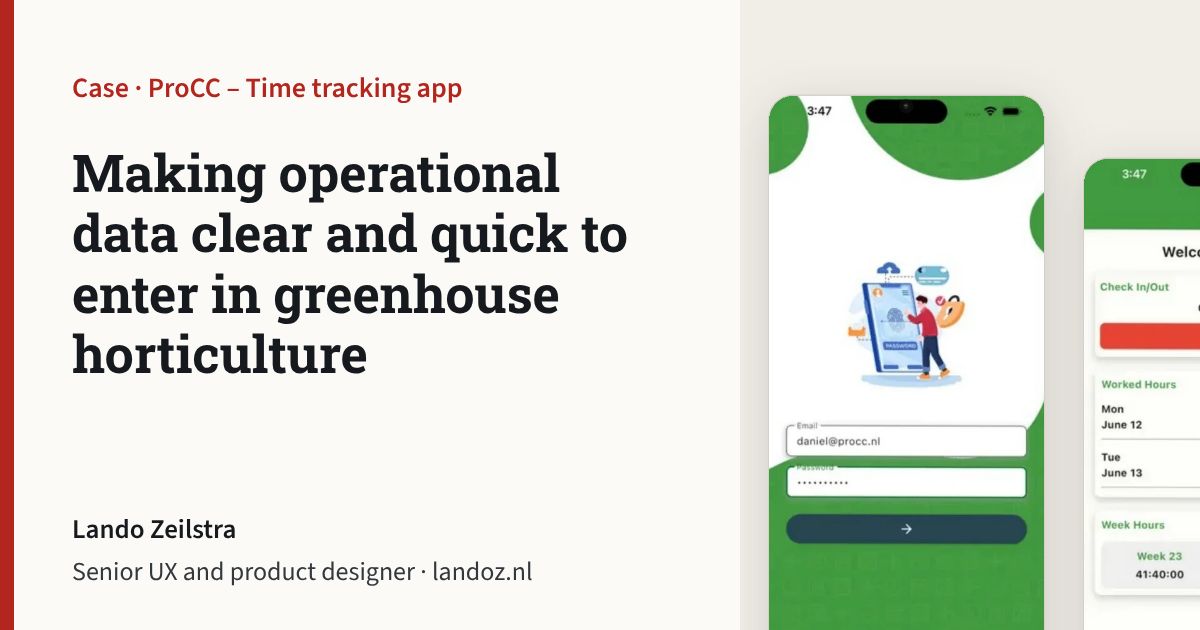 Case · ProCC – Time tracking app
Making operational
data clear and quick to
enter in greenhouse
horticulture
Lando Zeilstra
Senior UX and product designer · landoz.nl
3:47
PASSWORD
Email
daniel@procc.nl
Password
••••••••••
3:47
Check In/Out
Worked Hours
Mon
June 12
Tue
June 13
Week Hours
Week 23
41:40:00